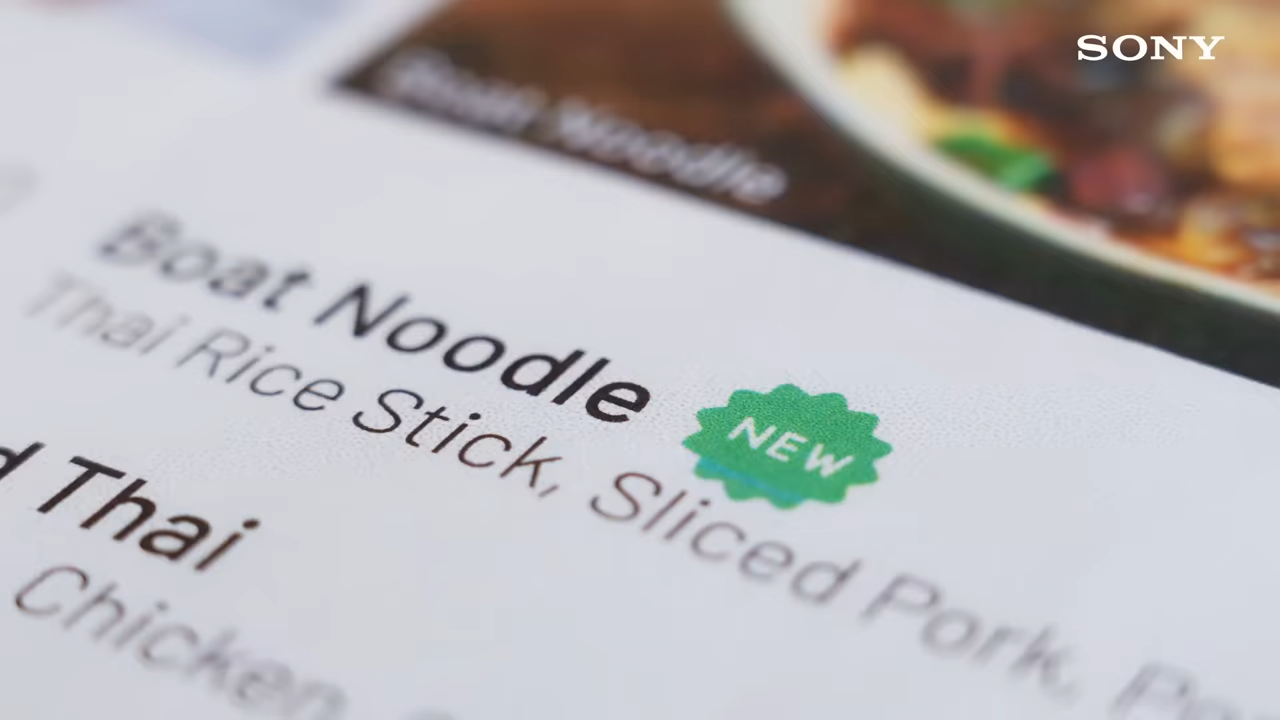 SONY
Boat Noodle
Boat Noodle
NEW
Thai Rice Stick, Sliced Pork,
Thai
Chicken